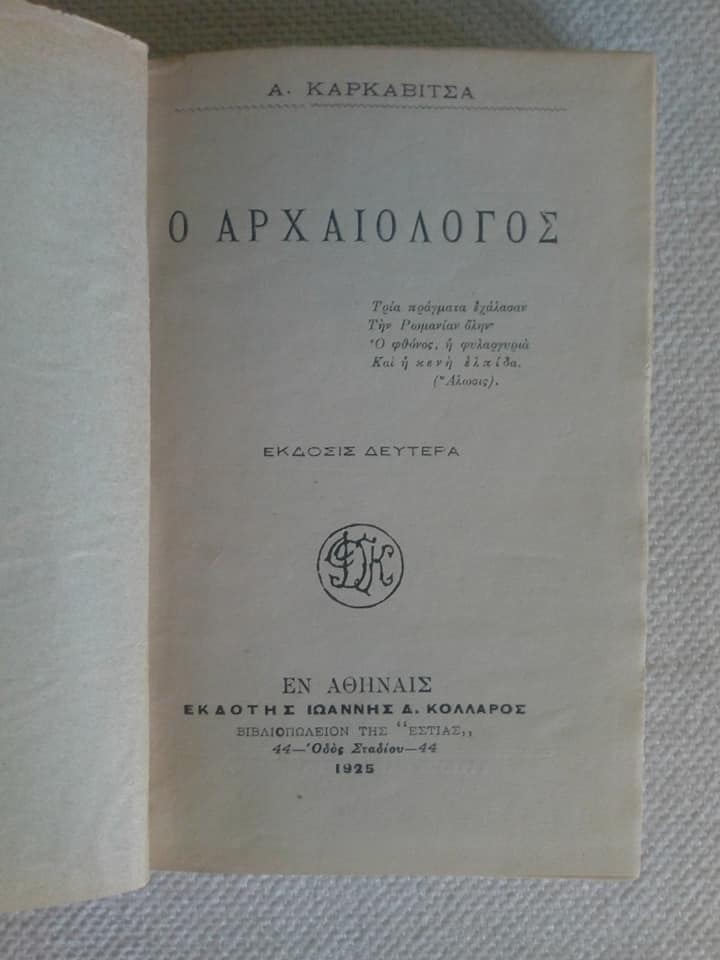 Α. ΚΑΡΚΑΒΙΤΣΑ
Ο ΑΡΧΑΙΟΛΟΓΟΣ
Τρία πράγματα ἐχάλασαν
Τὴν Ρωμανίαν ὅλην·
Ὁ φθόνος, ἡ φυλαργυριὰ
Καὶ ἡ κενὴ ἐλπίδα.
(Ἅλωσις).
ΕΚΔΟΣΙΣ ΔΕΥΤΕΡΑ
ΕΝ ΑΘΗΝΑΙΣ
ΕΚΔΟΤΗΣ ΙΩΑΝΝΗΣ Δ. ΚΟΛΛΑΡΟΣ
ΒΙΒΛΙΟΠΩΛΕΙΟΝ ΤΗΣ “ΕΣΤΙΑΣ„
44—Ὁδὸς Σταδίου—44
1925